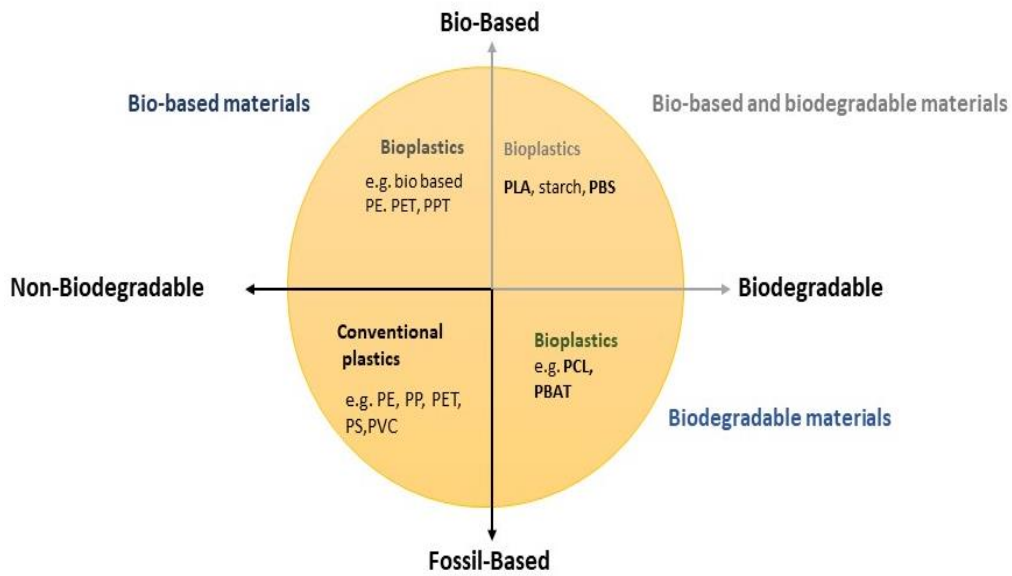 Bio-Based
Bio-based materials
Bio-based and biodegradable materials
Bioplastics
e.g. bio based
PE. PET, PPT
Bioplastics
PLA, starch, PBS
Non-Biodegradable
Biodegradable
Conventional
plastics
e.g. PE, PP, PET,
PS,PVC
Bioplastics
e.g. PCL,
PBAT
Biodegradable materials
Fossil-Based